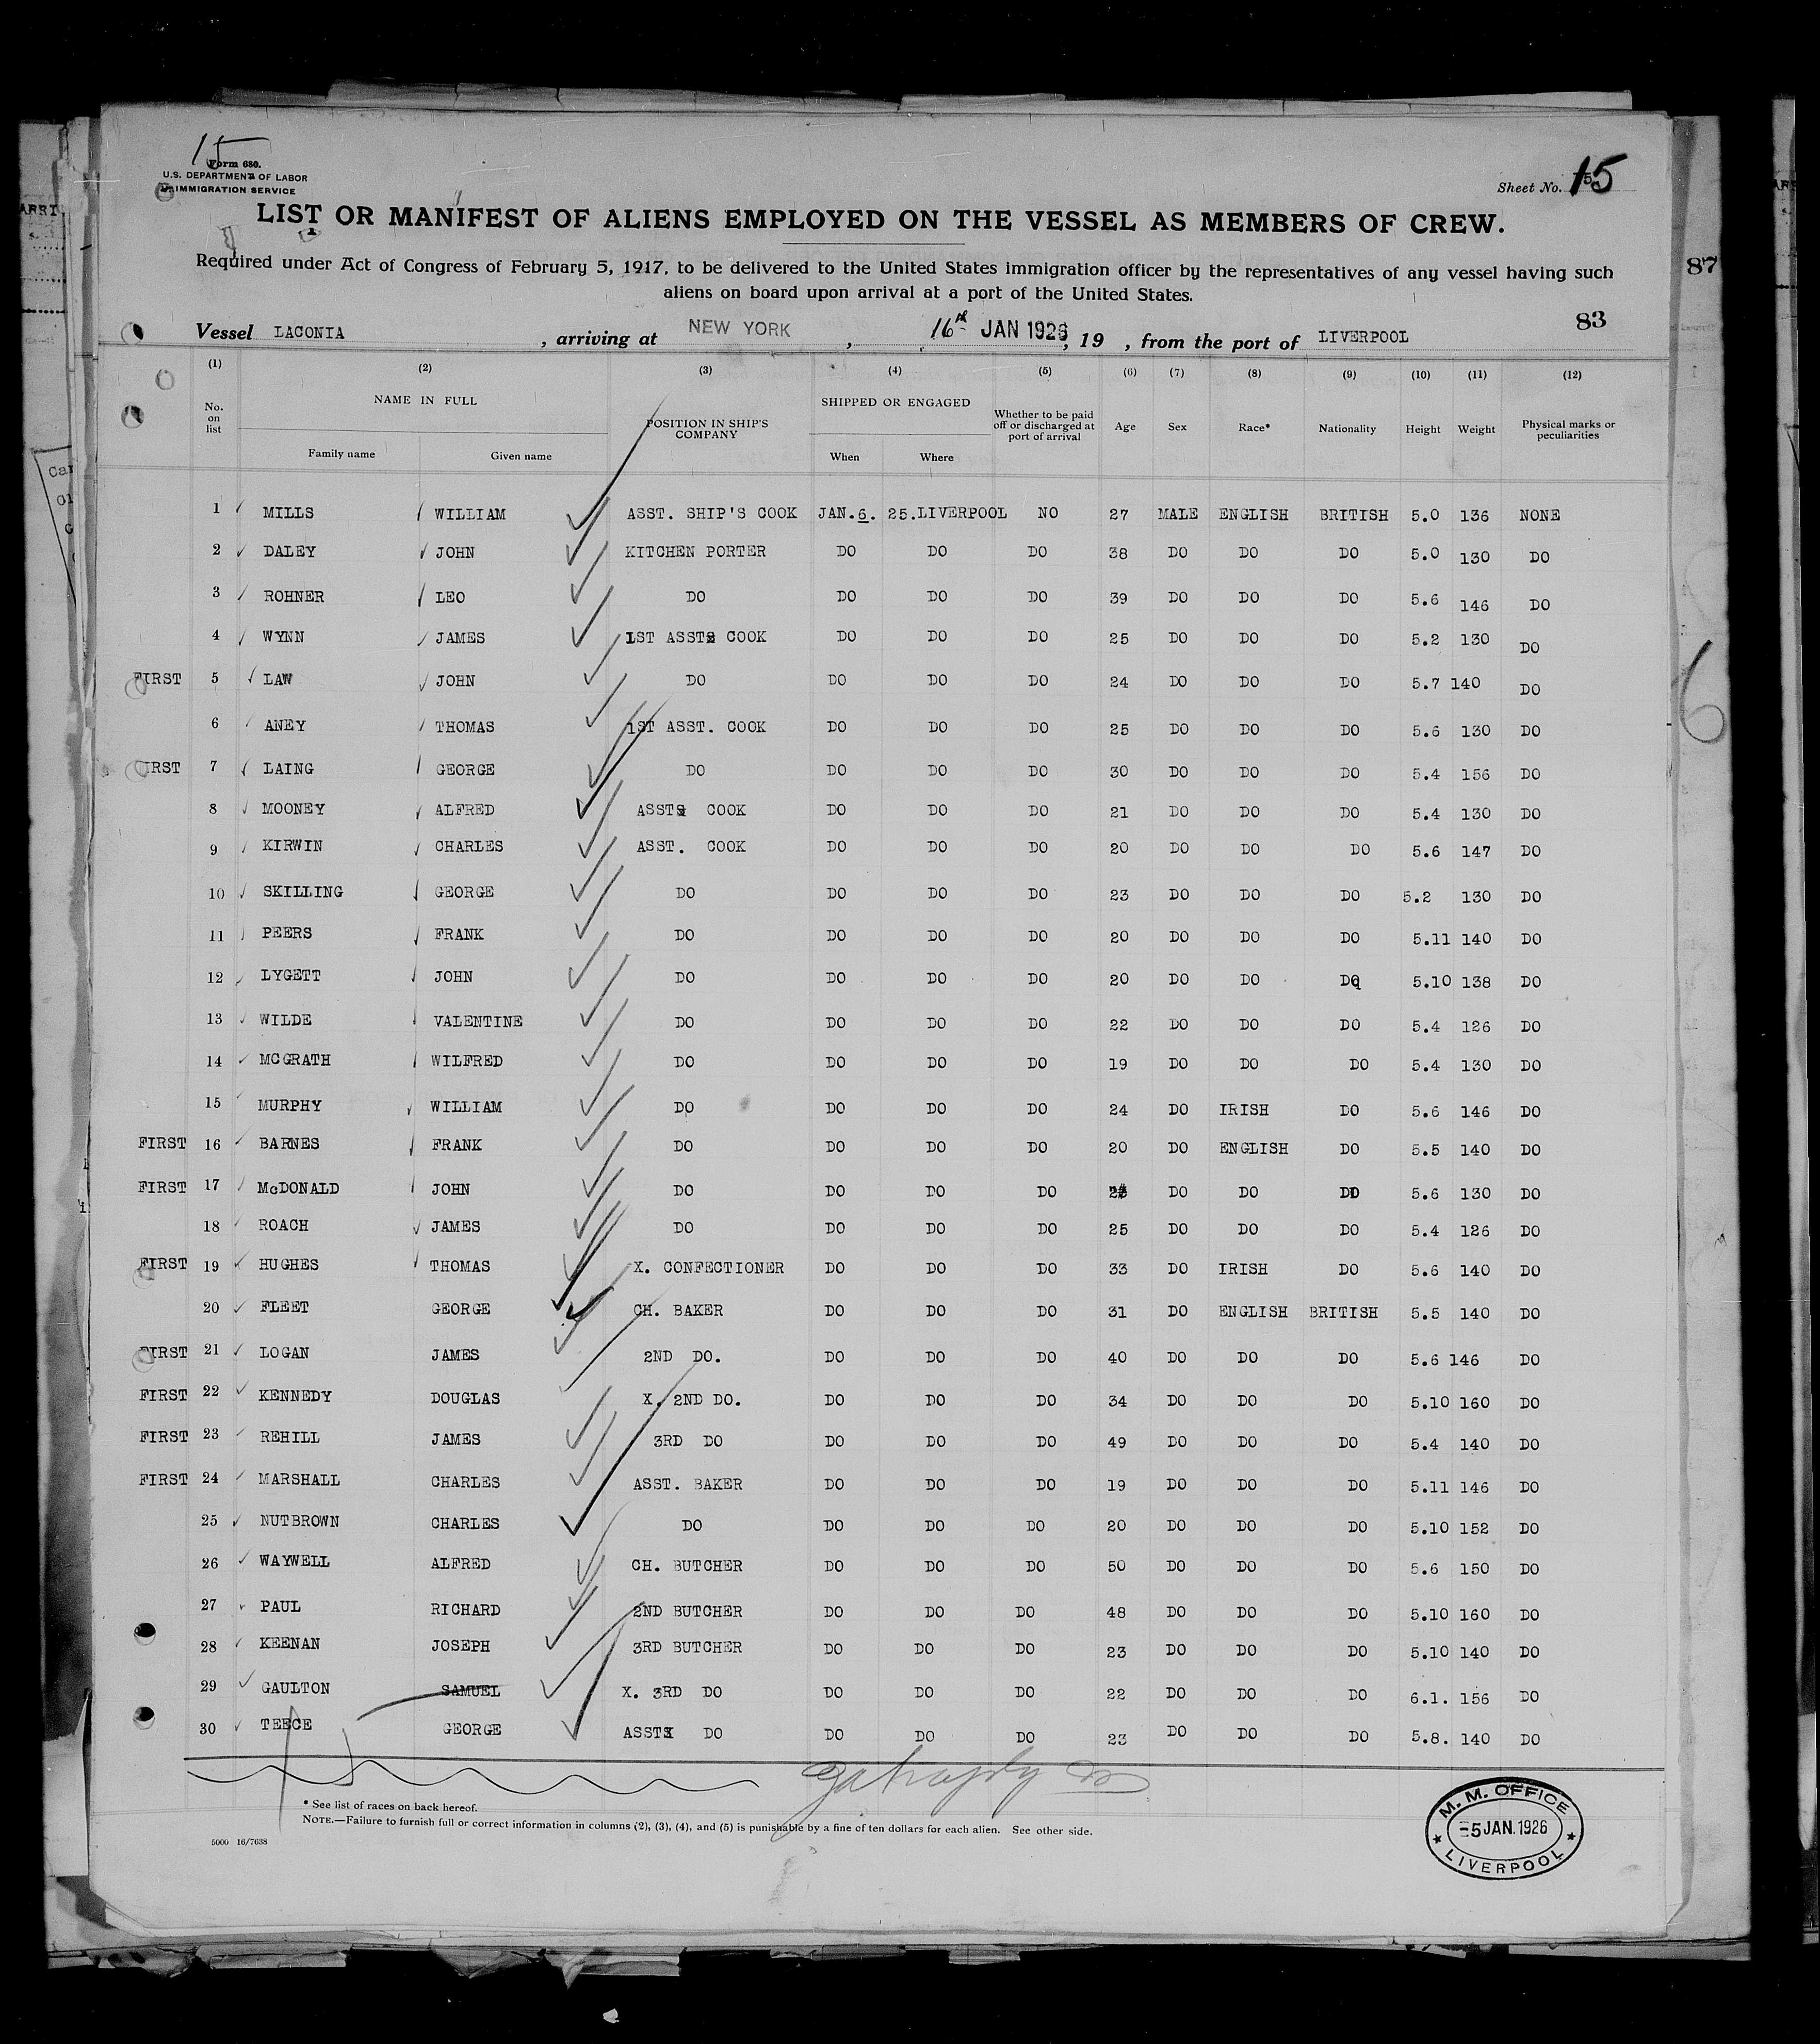 15
Form 680.
U.S. DEPARTMENT OF LABOR
IMMIGRATION SERVICE
Sheet No. 15
LIST OR MANIFEST OF ALIENS EMPLOYED ON THE VESSEL AS MEMBERS OF CREW.
Required under Act of Congress of February 5, 1917, to be delivered to the United States immigration officer by the representatives of any vessel having such
aliens on board upon arrival at a port of the United States.
87
83
Vessel LACONIA, arriving at NEW YORK, 16th JAN 1926, 19 , from the port of LIVERPOOL
(1) (2) (3) (4) (5) (6) (7) (8) (9) (10) (11) (12)
No. on list NAME IN FULL POSITION IN SHIP'S COMPANY SHIPPED OR ENGAGED Whether to be paid off or discharged at port of arrival Age Sex Race* Nationality Height Weight Physical marks or peculiarities
Family name Given name When Where
1 MILLS WILLIAM ASST. SHIP'S COOK JAN.6. 25.LIVERPOOL NO 27 MALE ENGLISH BRITISH 5.0 136 NONE
2 DALEY JOHN KITCHEN PORTER DO DO DO 38 DO DO DO 5.0 130 DO
3 ROHNER LEO DO DO DO DO 39 DO DO DO 5.6 146 DO
4 WYNN JAMES 1ST ASST COOK DO DO DO 25 DO DO DO 5.2 130 DO
FIRST 5 LAW JOHN DO DO DO DO 24 DO DO DO 5.7 140 DO
6 ANEY THOMAS 1ST ASST. COOK DO DO DO 25 DO DO DO 5.6 130 DO
FIRST 7 LAING GEORGE DO DO DO DO 30 DO DO DO 5.4 156 DO
8 MOONEY ALFRED ASST COOK DO DO DO 21 DO DO DO 5.4 130 DO
9 KIRWIN CHARLES ASST. COOK DO DO DO 20 DO DO DO 5.6 147 DO
10 SKILLING GEORGE DO DO DO DO 23 DO DO DO 5.2 130 DO
11 PEERS FRANK DO DO DO DO 20 DO DO DO 5.11 140 DO
12 LYGETT JOHN DO DO DO DO 20 DO DO DO 5.10 138 DO
13 WILDE VALENTINE DO DO DO DO 22 DO DO DO 5.4 126 DO
14 MCGRATH WILFRED DO DO DO DO 19 DO DO DO 5.4 130 DO
15 MURPHY WILLIAM DO DO DO DO 24 DO IRISH DO 5.6 146 DO
FIRST 16 BARNES FRANK DO DO DO DO 20 DO ENGLISH DO 5.5 140 DO
FIRST 17 McDONALD JOHN DO DO DO DO DO DO DO 5.6 130 DO
18 ROACH JAMES DO DO DO DO 25 DO DO DO 5.4 126 DO
FIRST 19 HUGHES THOMAS X. CONFECTIONER DO DO DO 33 DO IRISH DO 5.6 140 DO
20 FLEET GEORGE CH. BAKER DO DO DO 31 DO ENGLISH BRITISH 5.5 140 DO
FIRST 21 LOGAN JAMES 2ND DO. DO DO DO 40 DO DO DO 5.6 146 DO
FIRST 22 KENNEDY DOUGLAS X. 2ND DO. DO DO DO 34 DO DO DO 5.10 160 DO
FIRST 23 REHILL JAMES 3RD DO DO DO DO 49 DO DO DO 5.4 140 DO
FIRST 24 MARSHALL CHARLES ASST. BAKER DO DO DO 19 DO DO DO 5.11 146 DO
25 NUTBROWN CHARLES DO DO DO DO 20 DO DO DO 5.10 152 DO
26 WAYWELL ALFRED CH. BUTCHER DO DO DO 50 DO DO DO 5.6 150 DO
27 PAUL RICHARD 2ND BUTCHER DO DO DO 48 DO DO DO 5.10 160 DO
28 KEENAN JOSEPH 3RD BUTCHER DO DO DO 23 DO DO DO 5.10 140 DO
29 GAULTON SAMUEL X. 3RD DO DO DO DO 22 DO DO DO 6.1. 156 DO
30 TEECE GEORGE ASST DO DO DO DO 23 DO DO DO 5.8. 140 DO
* See list of races on back hereof.
NOTE.—Failure to furnish full or correct information in columns (2), (3), (4), and (5) is punishable by a fine of ten dollars for each alien. See other side.
5000 16/7638
M. M. OFFICE
5 JAN. 1926
LIVERPOOL